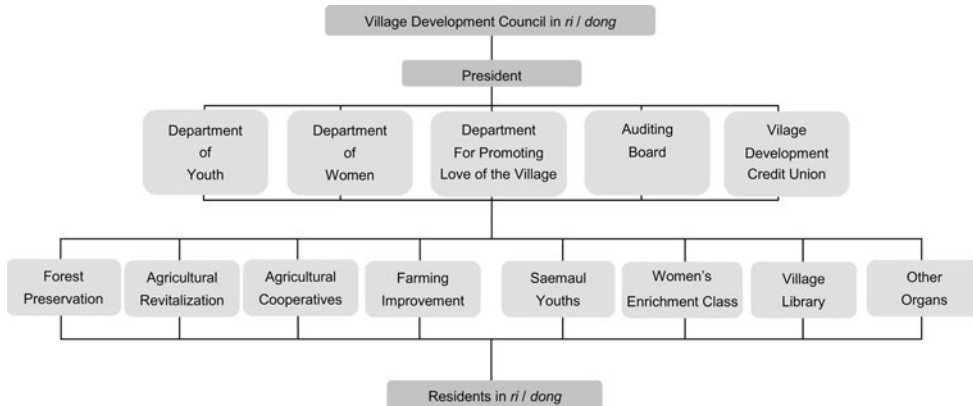 Village Development Council in ri / dong
President
Department
of
Youth
Department
of
Women
Department
For Promoting
Love of the Village
Auditing
Board
Vilage
Development
Credit Union
Forest
Preservation
Agricultural
Revitalization
Agricultural
Cooperatives
Farming
Improvement
Saemaul
Youths
Women's
Enrichment Class
Village
Library
Other
Organs
Residents in ri / dong